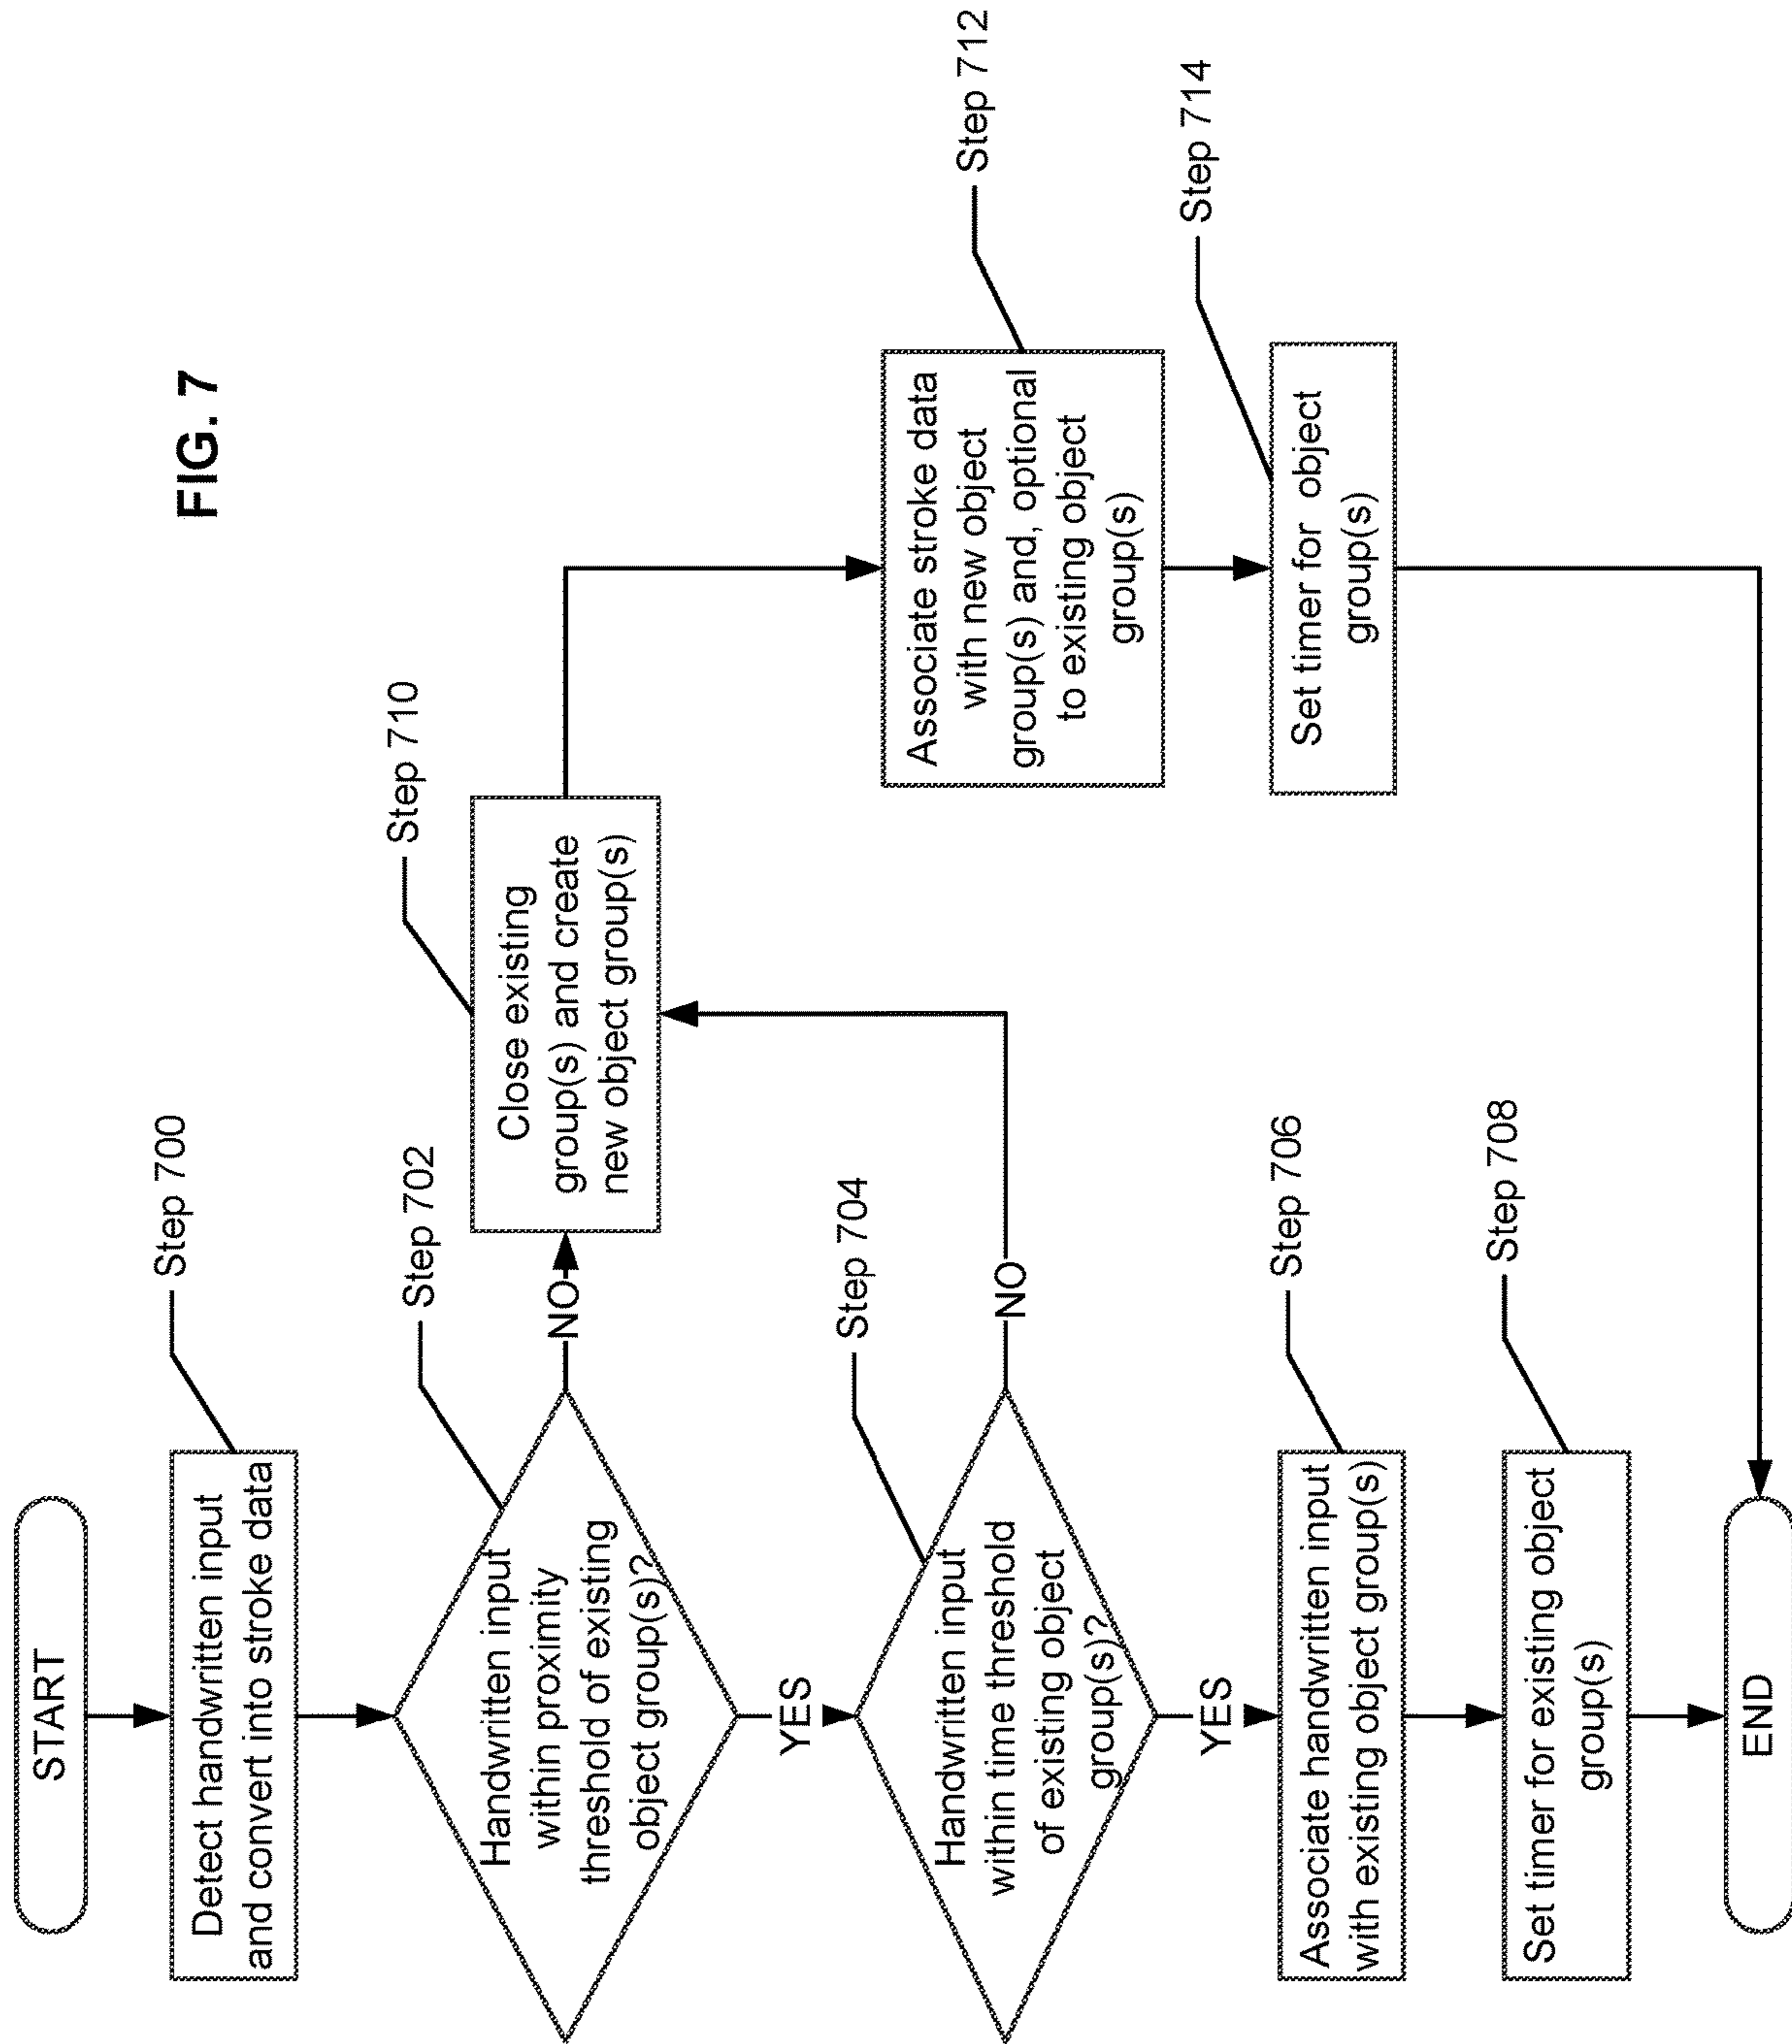 FIG. 7
START
Step 700
Detect handwritten input
and convert into stroke data
Step 702
Handwritten input
within proximity
threshold of existing
object group(s)?
NO
YES
Step 704
Handwritten input
within time threshold
of existing object
group(s)?
NO
YES
Step 706
Associate handwritten input
with existing object group(s)
Step 708
Set timer for existing object
group(s)
Step 710
Close existing
group(s) and create
new object group(s)
Step 712
Associate stroke data
with new object
group(s) and, optional
to existing object
group(s)
Step 714
Set timer for object
group(s)
END